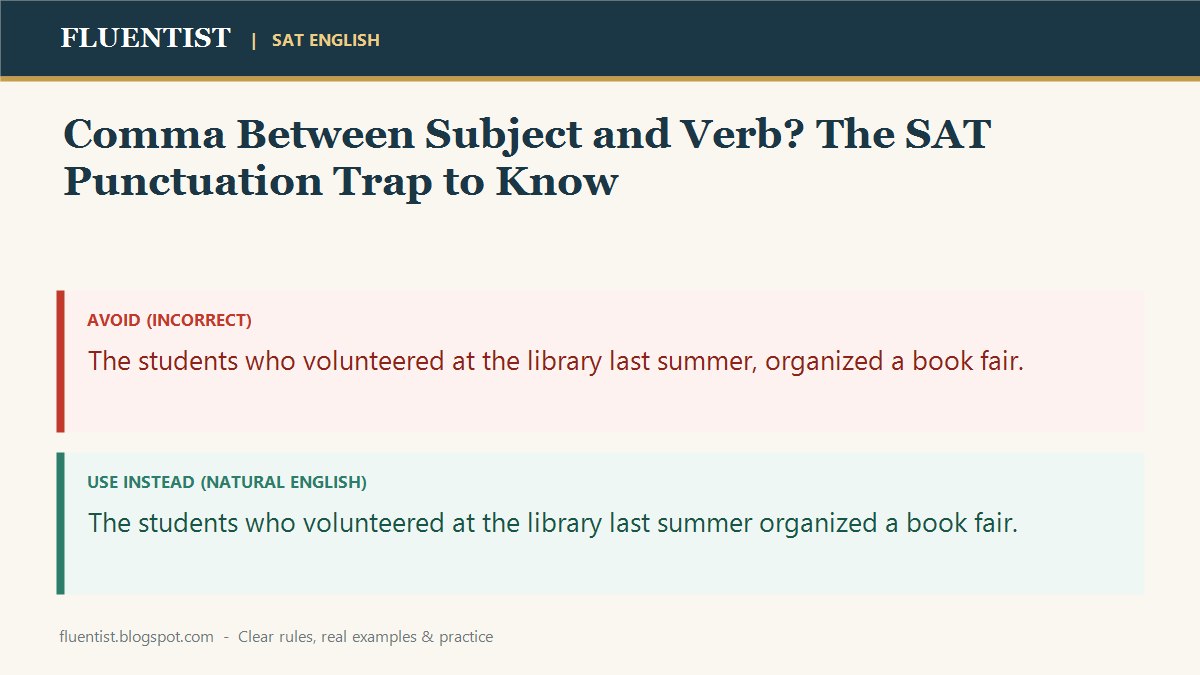 FLUENTIST | SAT ENGLISH
Comma Between Subject and Verb? The SAT
Punctuation Trap to Know
AVOID (INCORRECT)
The students who volunteered at the library last summer, organized a book fair.
USE INSTEAD (NATURAL ENGLISH)
The students who volunteered at the library last summer organized a book fair.
fluentist.blogspot.com - Clear rules, real examples & practice